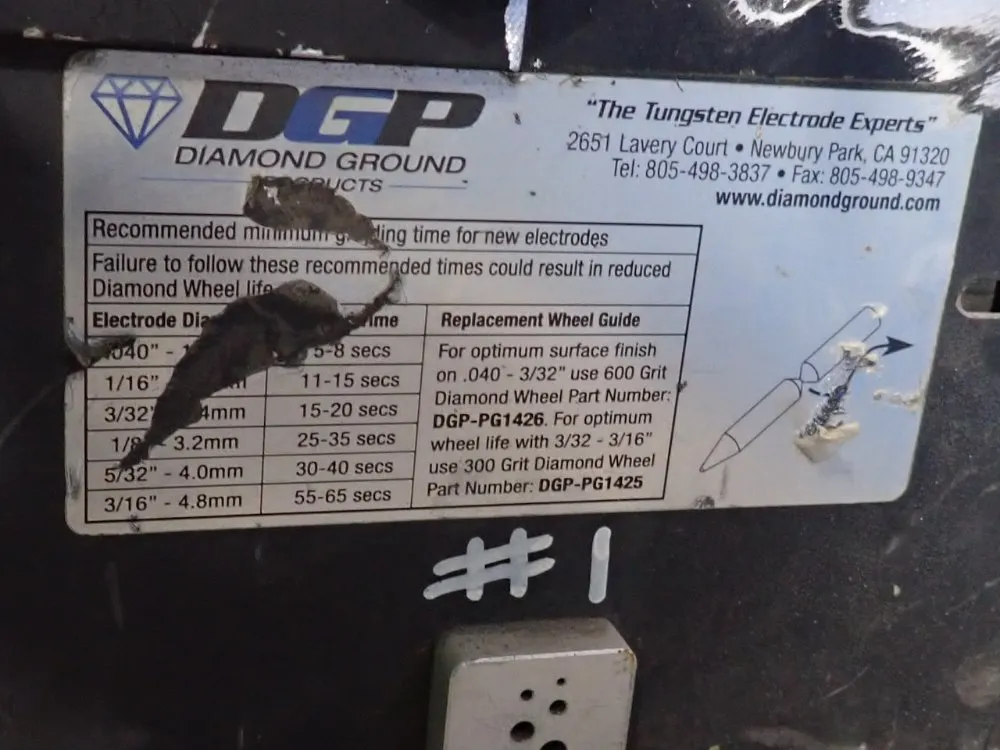 DGP
DIAMOND GROUND
PRODUCTS
"The Tungsten Electrode Experts"
2651 Lavery Court • Newbury Park, CA 91320
Tel: 805-498-3837 • Fax: 805-498-9347
www.diamondground.com
Recommended minimum time for new electrodes
Failure to follow these recommended times could result in reduced
Diamond Wheel life
Electrode
Replacement Wheel Guide
5-8 secs
1/16"
11-15 secs
3/32"
15-20 secs
3.2mm
25-35 secs
5/32" - 4.0mm
30-40 secs
3/16" - 4.8mm
55-65 secs
For optimum surface finish
on .040" - 3/32" use 600 Grit
Diamond Wheel Part Number:
DGP-PG1426. For optimum
wheel life with 3/32 - 3/16"
use 300 Grit Diamond Wheel
Part Number: DGP-PG1425
#1